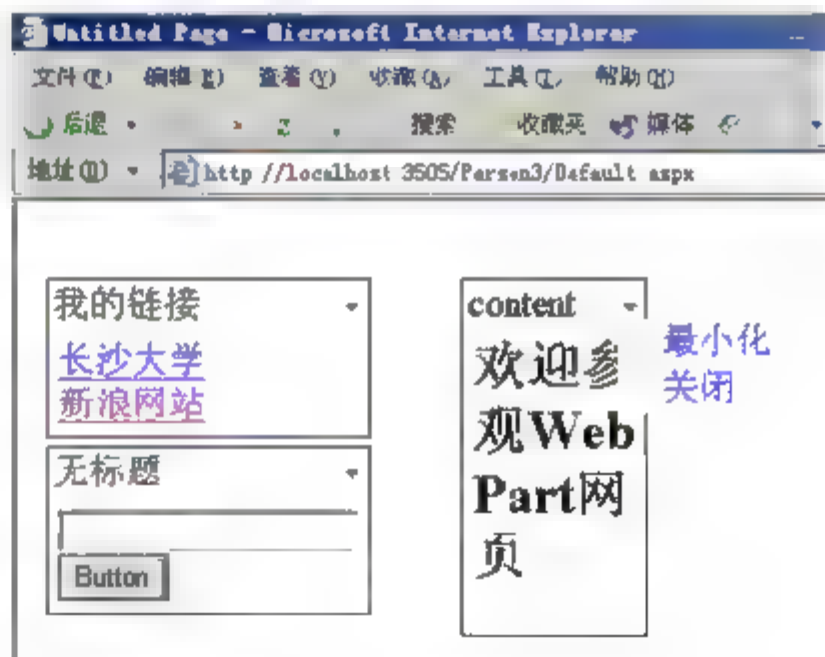 Untitled Page - Microsoft Internet Explorer
文件(F) 编辑(E) 查看(V) 收藏(A) 工具(T) 帮助(H)
后退 搜索 收藏夹 媒体
地址(D) http //localhost 3505/Person3/Default aspx
我的链接
长沙大学
新浪网站
无标题
Button
content
最小化
关闭
欢迎参
观Web
Part网
页